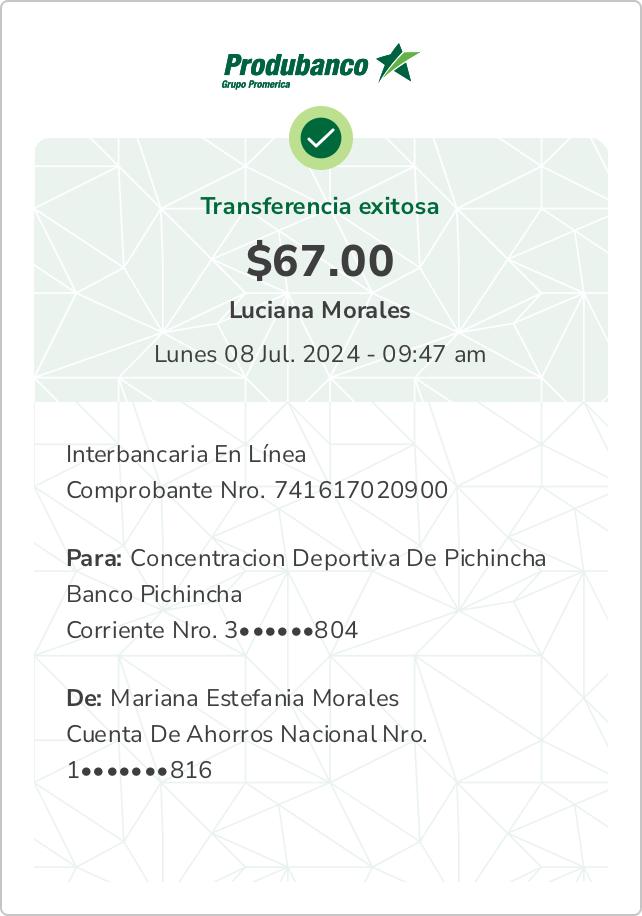 Produbanco
Grupo Promerica
Transferencia exitosa
$67.00
Luciana Morales
Lunes 08 Jul. 2024 - 09:47 am
Interbancaria En Línea
Comprobante Nro. 741617020900
Para: Concentracion Deportiva De Pichincha
Banco Pichincha
Corriente Nro. 3••••••804
De: Mariana Estefania Morales
Cuenta De Ahorros Nacional Nro.
1•••••••816